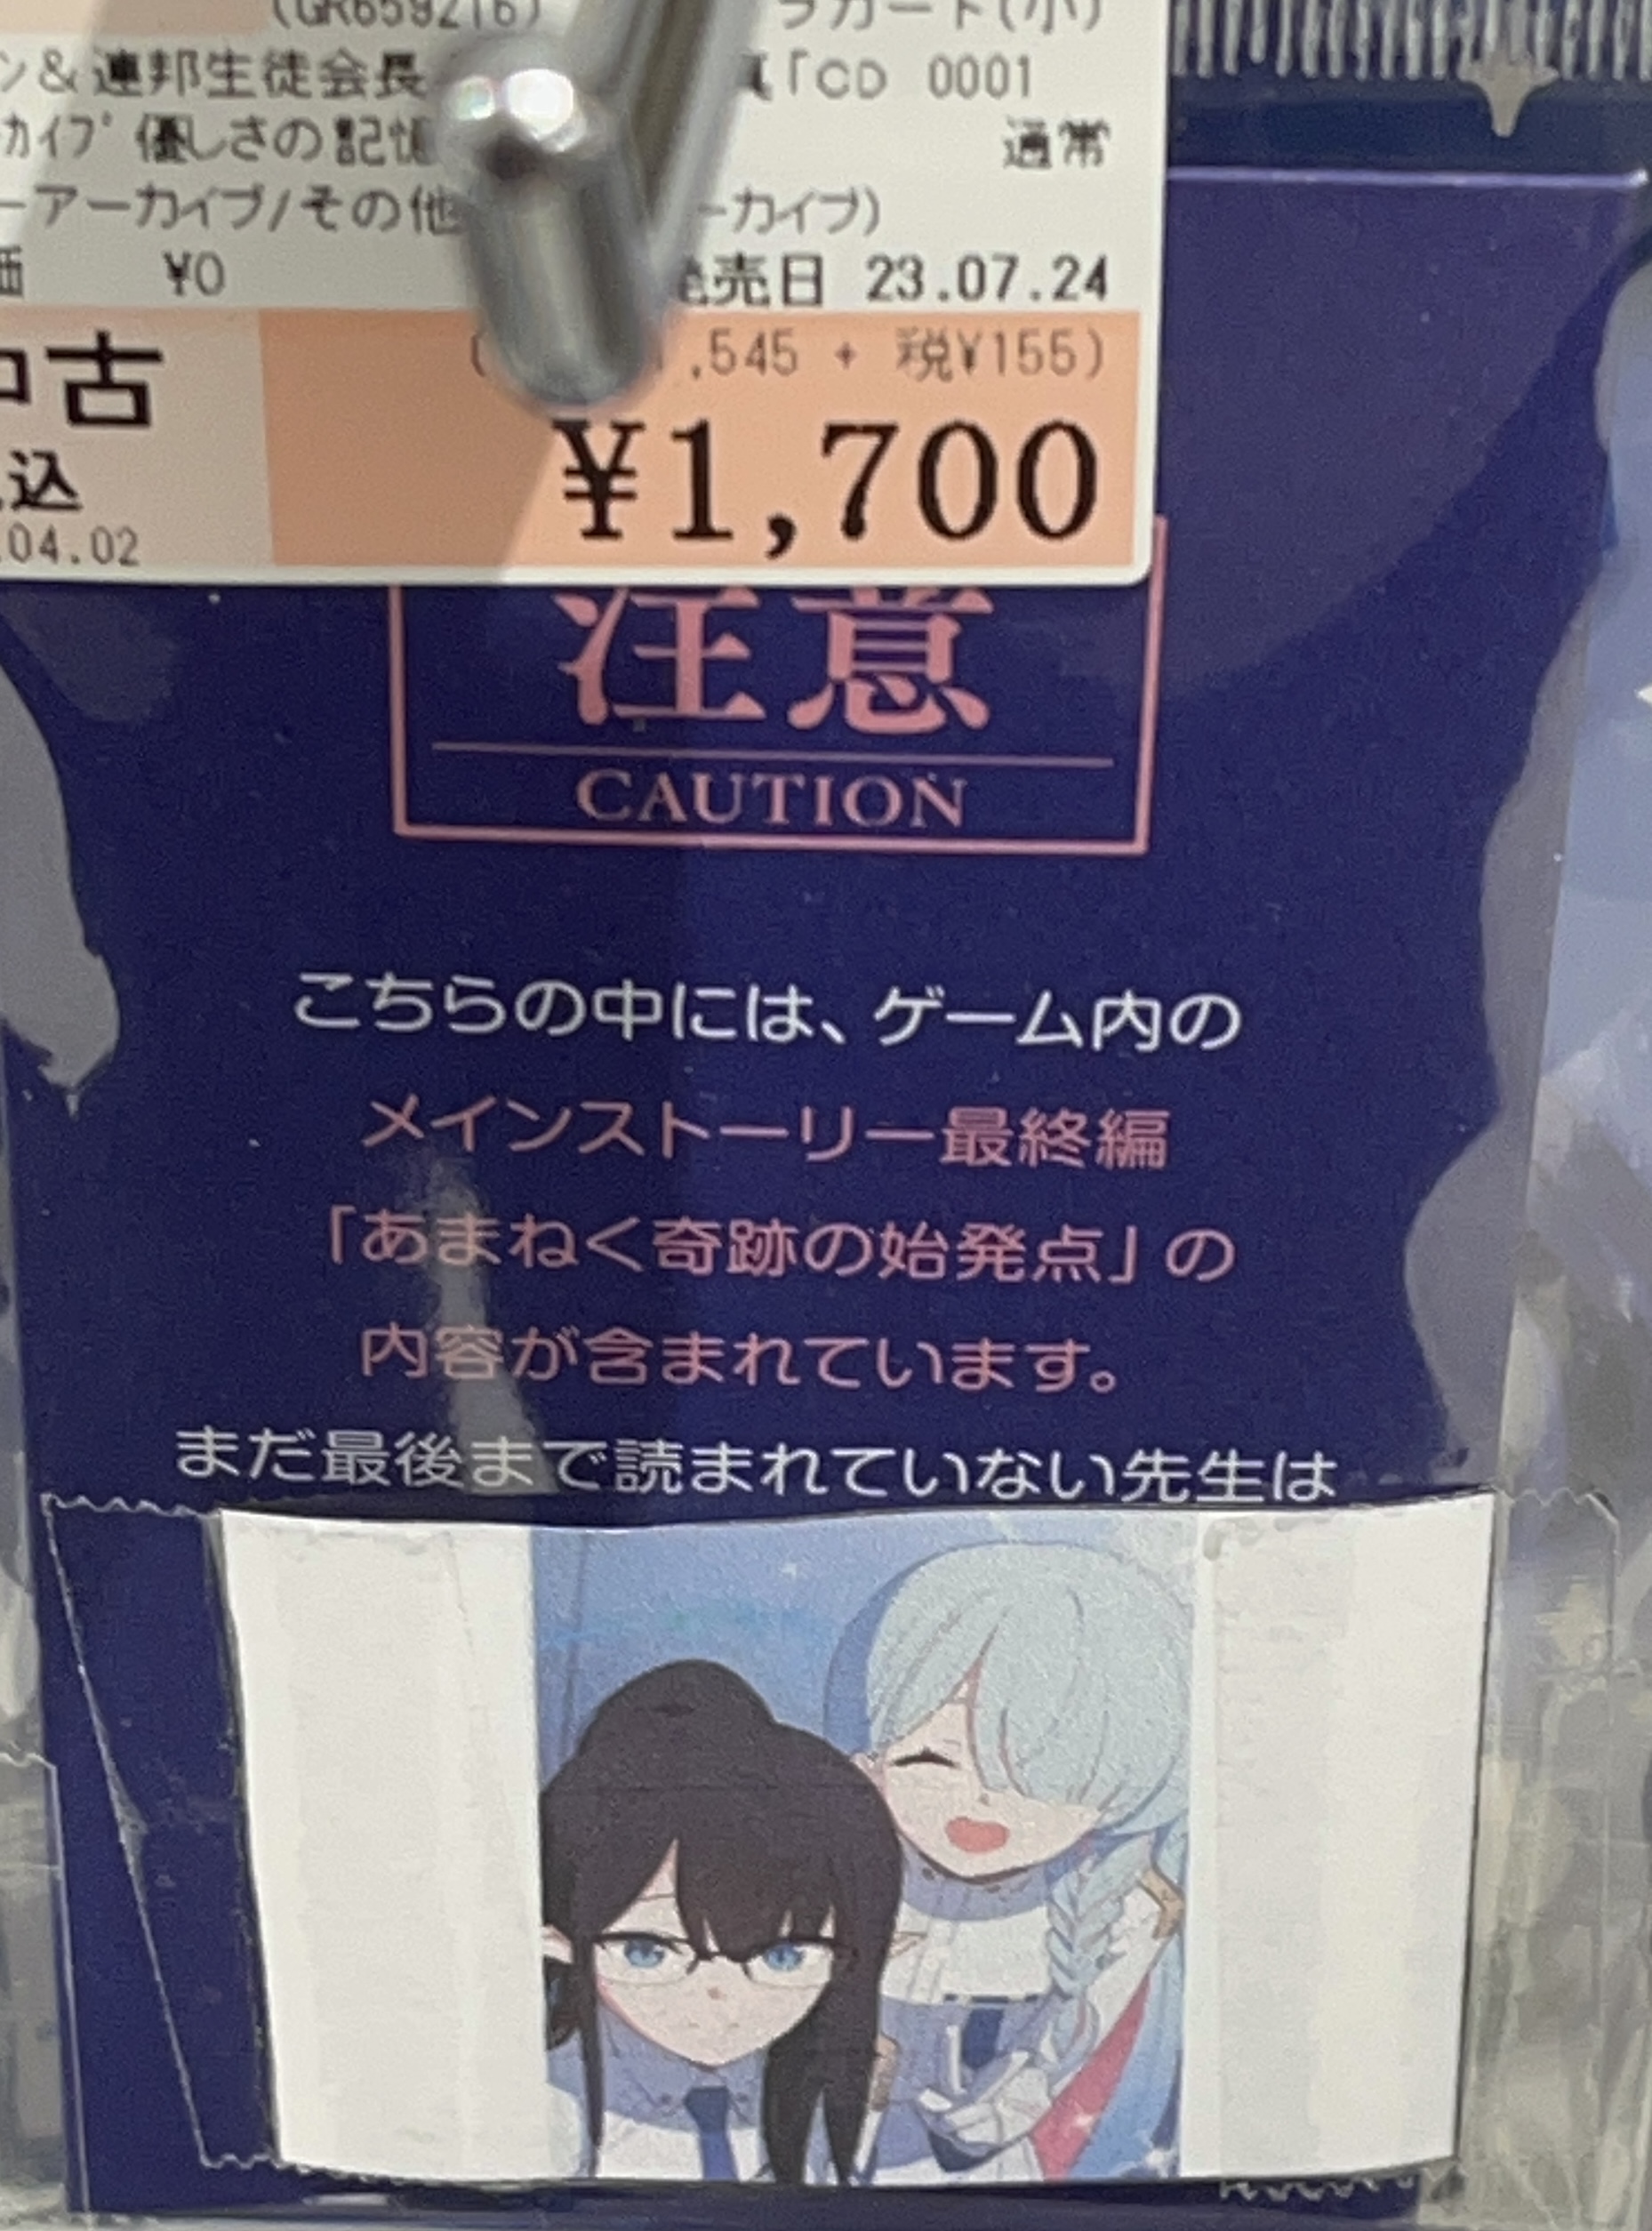 (GR659216) ラカード(小)
ン&連邦生徒会長 「CD 0001
カイブ 優しさの記憶 通常
ーアーカイブ/その他 ーカイブ)
価 ¥0 発売日 23.07.24
,545 + 税¥155)
中古 ¥1,700
込
.04.02
注意
CAUTION
こちらの中には、ゲーム内の
メインストーリー最終編
「あまねく奇跡の始発点」の
内容が含まれています。
まだ最後まで読まれていない先生は